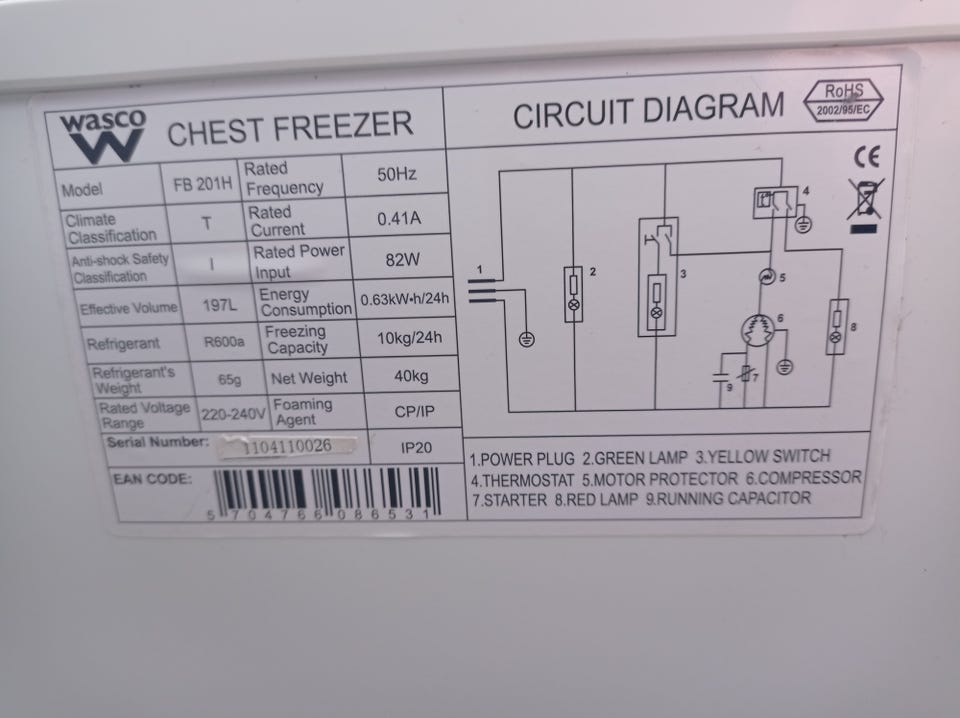 wasco
CHEST FREEZER
Model FB 201H Rated Frequency 50Hz
Climate Classification T Rated Current 0.41A
Anti-shock Safety Classification I Rated Power Input 82W
Effective Volume 197L Energy Consumption 0.63kW•h/24h
Refrigerant R600a Freezing Capacity 10kg/24h
Refrigerant's Weight 65g Net Weight 40kg
Rated Voltage Range 220-240V Foaming Agent CP/IP
Serial Number: 1104110026 IP20
EAN CODE:
5 704766 086531
CIRCUIT DIAGRAM
RoHS
2002/95/EC
CE
1
2
3
4
5
6
7
8
9
1.POWER PLUG 2.GREEN LAMP 3.YELLOW SWITCH
4.THERMOSTAT 5.MOTOR PROTECTOR 6.COMPRESSOR
7.STARTER 8.RED LAMP 9.RUNNING CAPACITOR